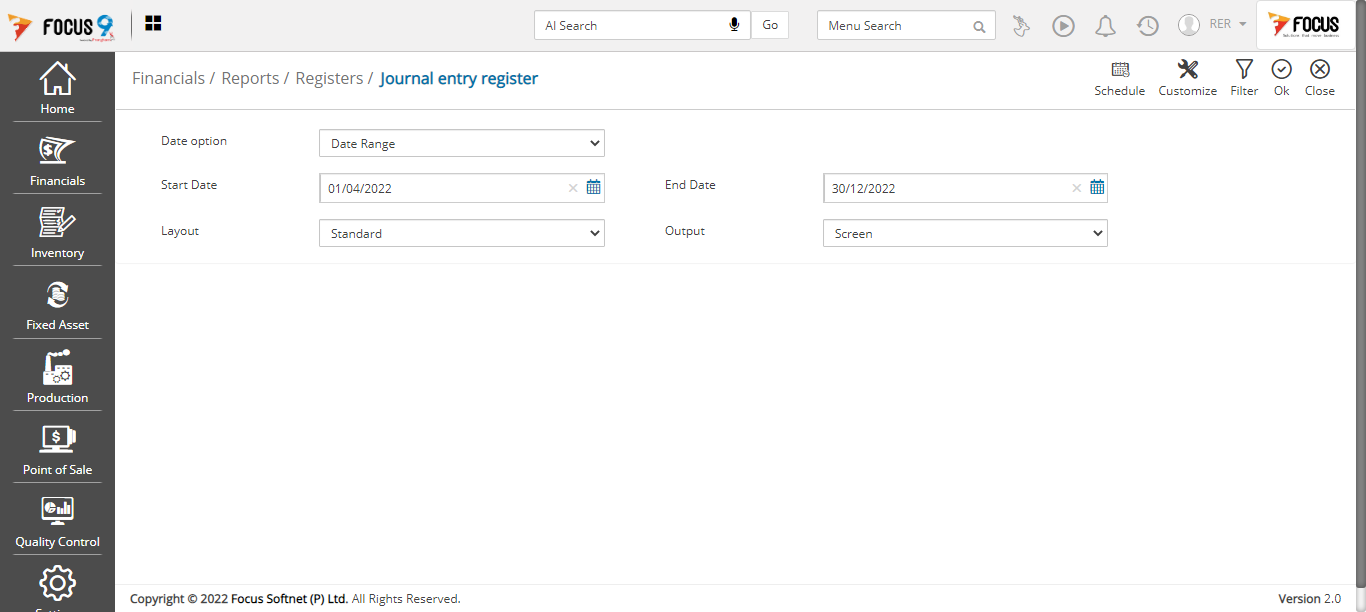 FOCUS 9
AI Search
Go
Menu Search
RER
FOCUS
Financials / Reports / Registers / Journal entry register
Schedule
Customize
Filter
Ok
Close
Home
Financials
Inventory
Fixed Asset
Production
Point of Sale
Quality Control
Date option
Date Range
Start Date
01/04/2022
End Date
30/12/2022
Layout
Standard
Output
Screen
Copyright © 2022 Focus Softnet (P) Ltd. All Rights Reserved.
Version 2.0